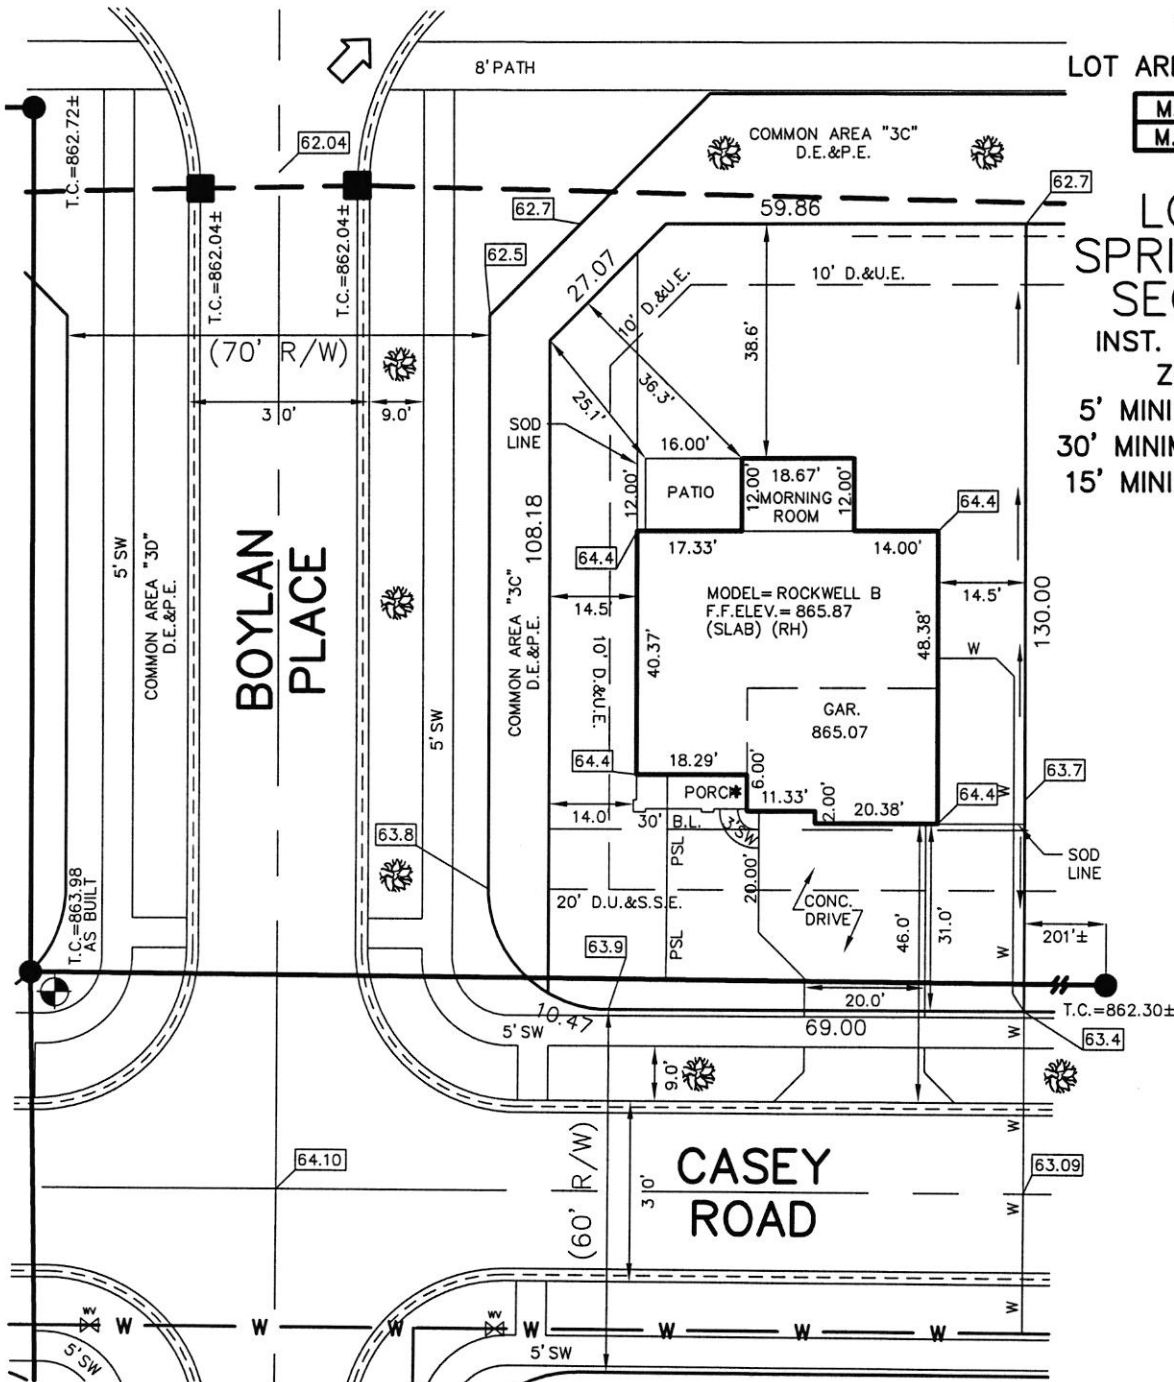 8' PATH
LOT ARE
M.
M.
COMMON AREA "3C"
D.E.&P.E.
T.C.=862.72±
62.04
62.7
62.7
59.86
LO
SPRI
SEC
INST.
Z
5' MINI
30' MINIM
15' MINI
T.C.=862.04±
T.C.=862.04±
62.5
27.07
10' D.&U.E.
10' D.&U.E.
(70' R/W)
38.6'
36.3'
25.1'
30'
9.0'
SOD
LINE
16.00'
12.00'
PATIO
18.67'
12.00'
12.00'
MORNING
ROOM
64.4
64.4
17.33'
14.00'
108.18
5' SW
COMMON AREA "3D"
D.E.&P.E.
BOYLAN
PLACE
COMMON AREA "3C"
D.E.&P.E.
14.5'
10' D.&U.E.
MODEL= ROCKWELL B
F.F.ELEV.= 865.87
(SLAB) (RH)
14.5'
130.00
40.37'
48.38'
W
5' SW
GAR.
865.07
64.4
18.29'
6.00'
63.7
W
PORCH
11.33'
2.00'
20.38'
64.4
14.0'
30' B.L.
3'SW
63.8
PSL
20.00'
SOD
LINE
T.C.=863.98
AS BUILT
20' D.U.&S.S.E.
CONC.
DRIVE
46.0'
31.0'
201'±
63.9
PSL
W
20.0'
T.C.=862.30±
10.47
5' SW
69.00
W
63.4
9.0'
CASEY
ROAD
W
64.10
(60' R/W)
30'
63.09
W
W
WV
W
W
W
WV
W
W
W
W
5' SW
5' SW